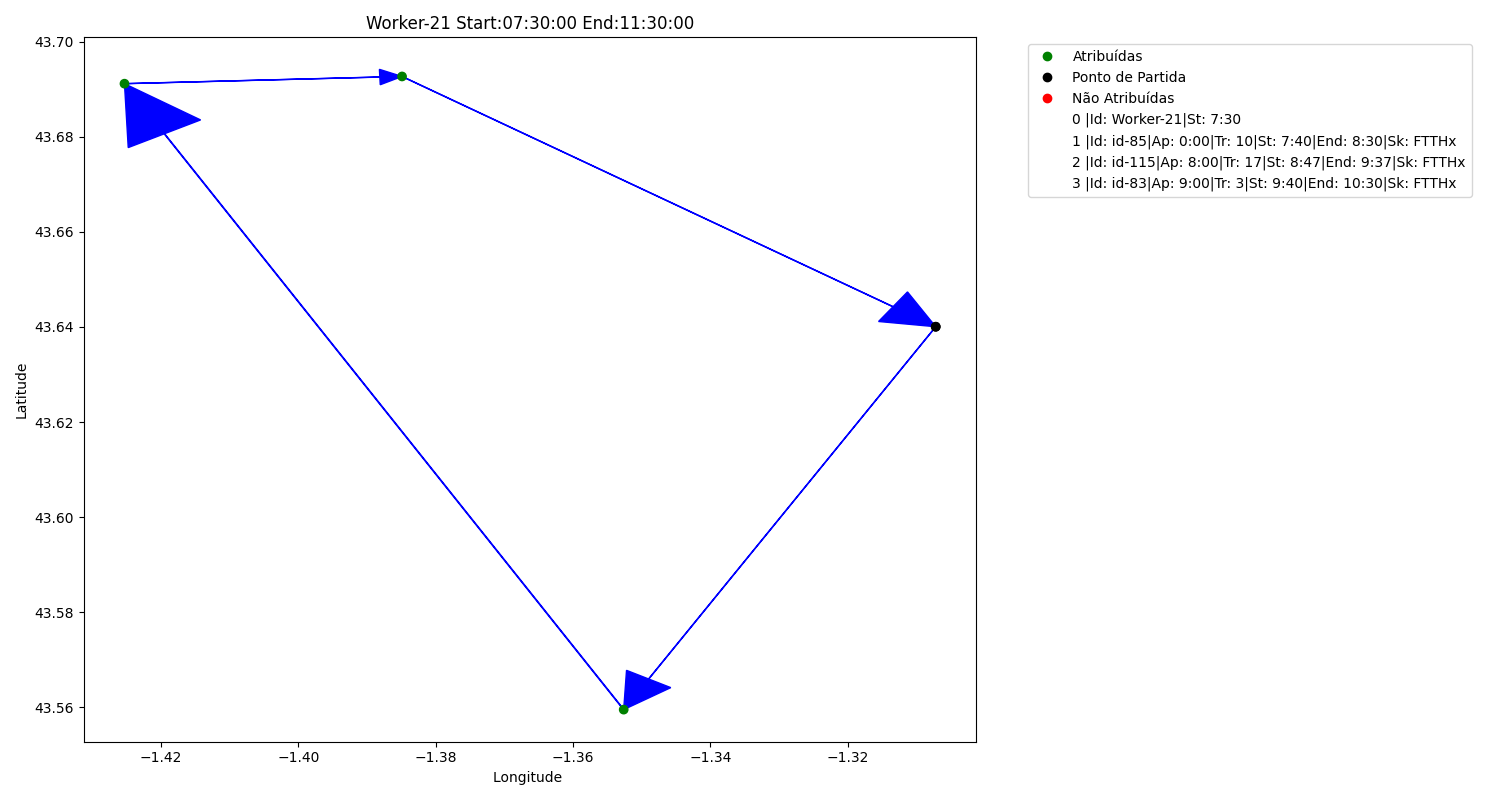 Worker-21 Start:07:30:00 End:11:30:00
43.70
43.68
43.66
43.64
43.62
43.60
43.58
43.56
Latitude
−1.42
−1.40
−1.38
−1.36
−1.34
−1.32
Longitude
Atribuídas
Ponto de Partida
Não Atribuídas
0 |Id: Worker-21|St: 7:30
1 |Id: id-85|Ap: 0:00|Tr: 10|St: 7:40|End: 8:30|Sk: FTTHx
2 |Id: id-115|Ap: 8:00|Tr: 17|St: 8:47|End: 9:37|Sk: FTTHx
3 |Id: id-83|Ap: 9:00|Tr: 3|St: 9:40|End: 10:30|Sk: FTTHx